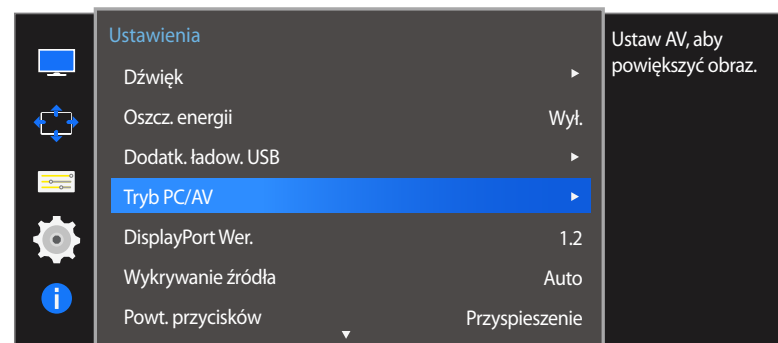 Ustawienia
Dźwięk
Oszcz. energii Wył.
Dodatk. ładow. USB
Tryb PC/AV
DisplayPort Wer. 1.2
Wykrywanie źródła Auto
Powt. przycisków Przyspieszenie
Ustaw AV, aby
powiększyć obraz.